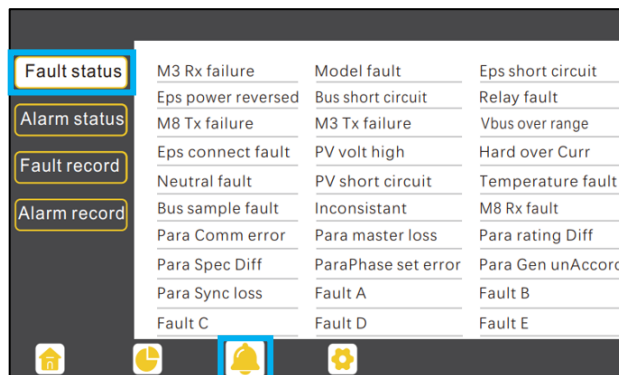 Fault status
Alarm status
Fault record
Alarm record
M3 Rx failure Model fault Eps short circuit
Eps power reversed Bus short circuit Relay fault
M8 Tx failure M3 Tx failure Vbus over range
Eps connect fault PV volt high Hard over Curr
Neutral fault PV short circuit Temperature fault
Bus sample fault Inconsistant M8 Rx fault
Para Comm error Para master loss Para rating Diff
Para Spec Diff ParaPhase set error Para Gen unAccord
Para Sync loss Fault A Fault B
Fault C Fault D Fault E